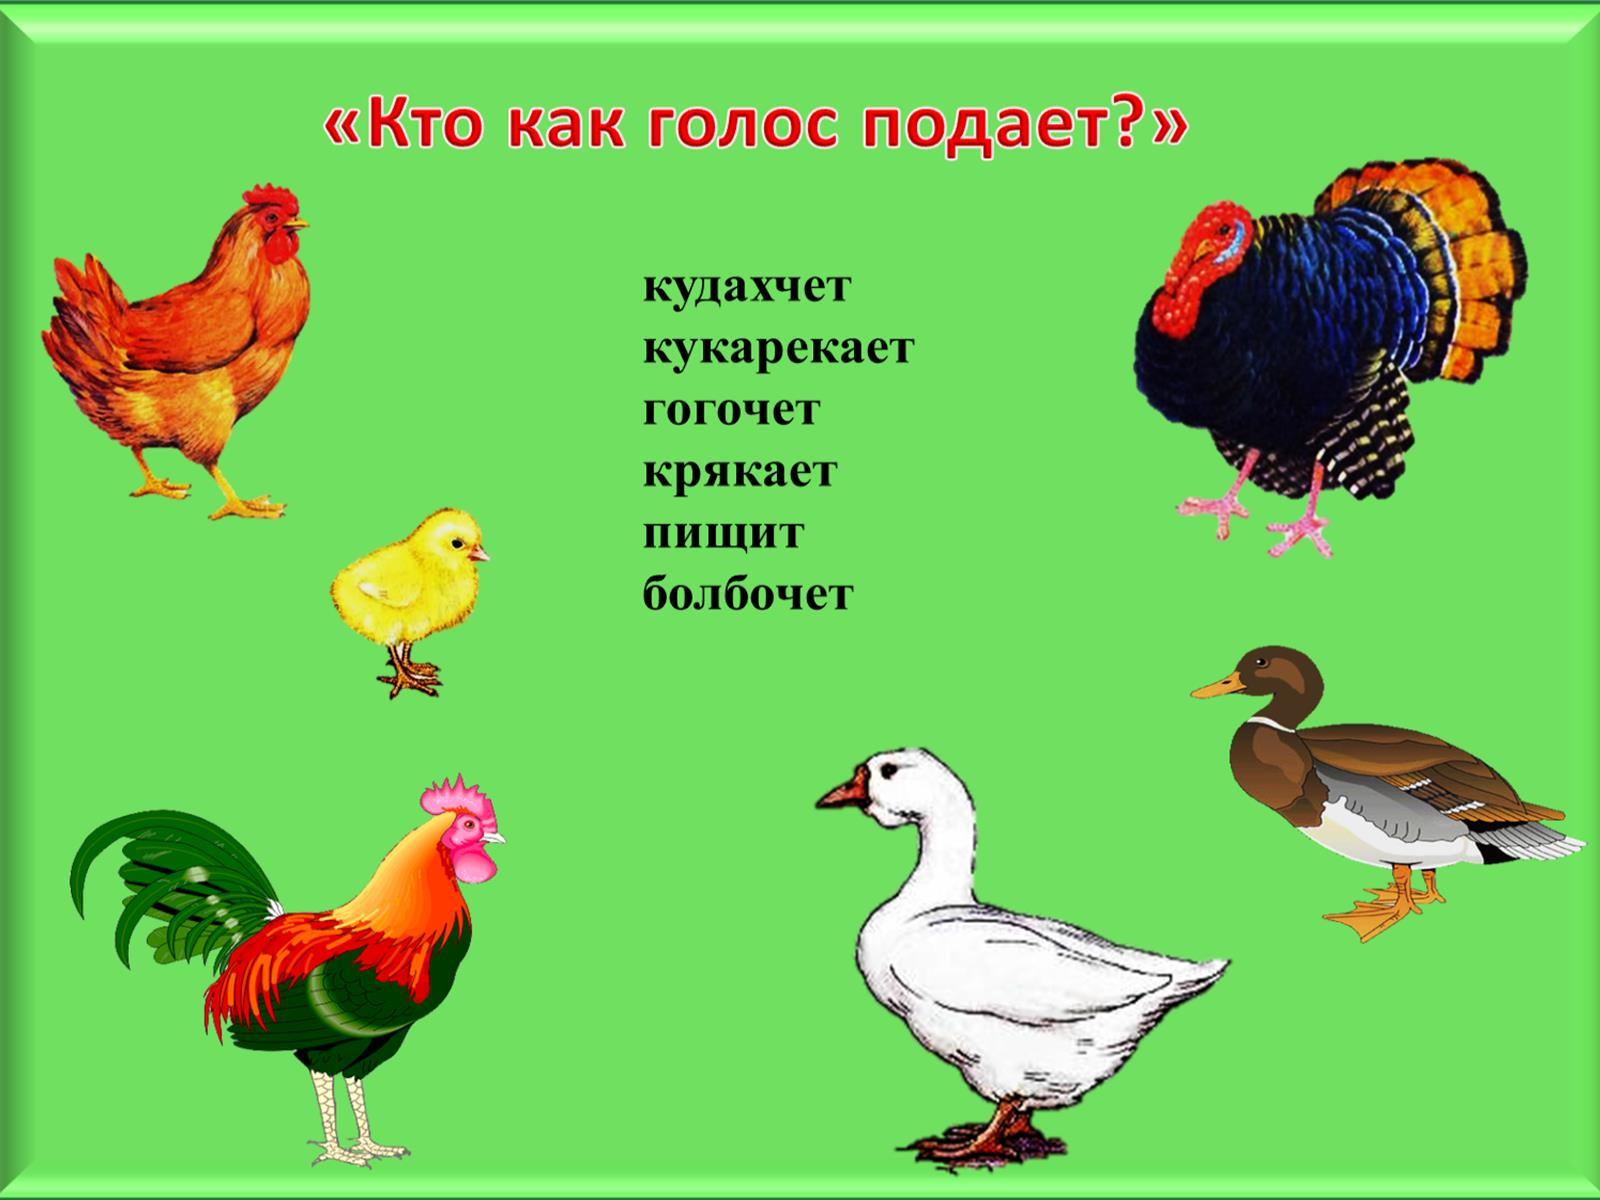 «Кто как голос подает?»
кудахчет
кукарекает
гогочет
крякает
пищит
болбочет